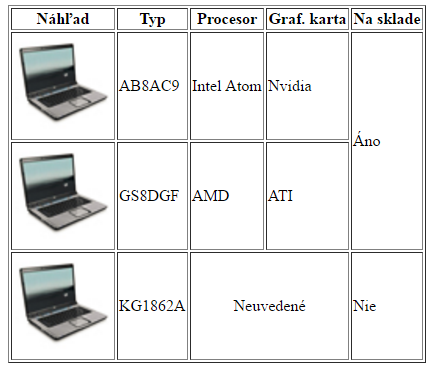 Náhľad Typ Procesor Graf. karta Na sklade
AB8AC9 Intel Atom Nvidia
Áno
GS8DGF AMD ATI
KG1862A Neuvedené Nie